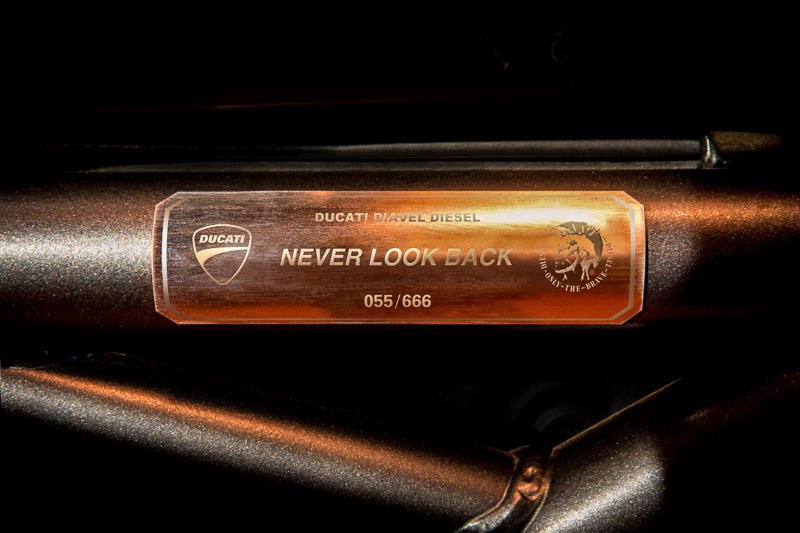 DUCATI DIAVEL DIESEL
DUCATI
NEVER LOOK BACK
055/666
ONLY-THE-BRAVE